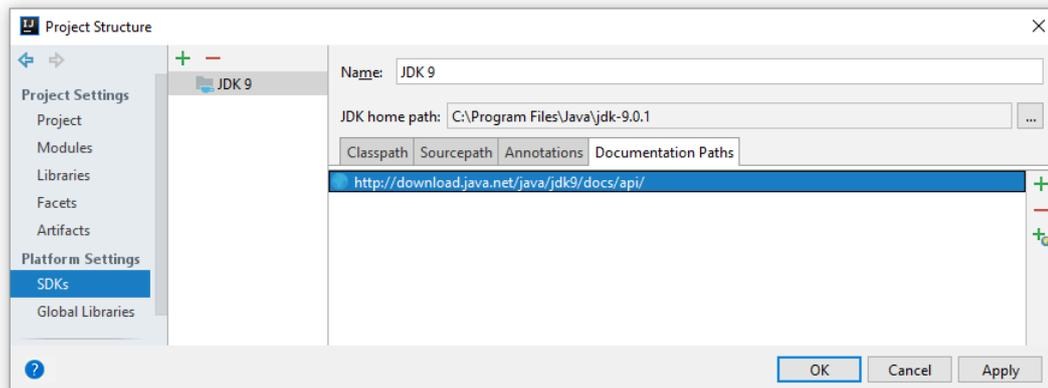 Project Structure
Project Settings
Project
Modules
Libraries
Facets
Artifacts
Platform Settings
SDKs
Global Libraries
JDK 9
Name: JDK 9
JDK home path: C:\Program Files\Java\jdk-9.0.1 ...
Classpath Sourcepath Annotations Documentation Paths
http://download.java.net/java/jdk9/docs/api/
? OK Cancel Apply